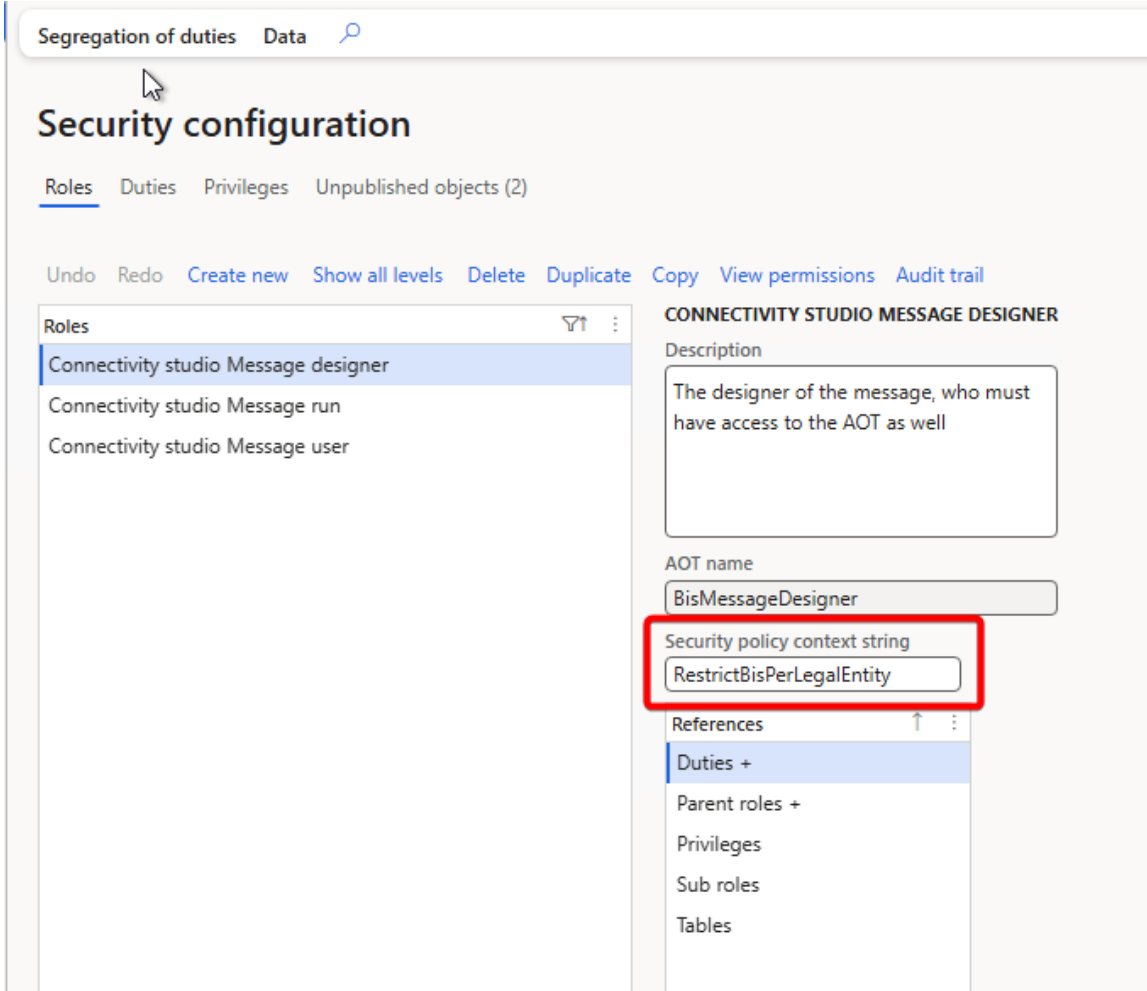 Segregation of duties Data
Security configuration
Roles Duties Privileges Unpublished objects (2)
Undo Redo Create new Show all levels Delete Duplicate Copy View permissions Audit trail
Roles
Connectivity studio Message designer
Connectivity studio Message run
Connectivity studio Message user
CONNECTIVITY STUDIO MESSAGE DESIGNER
Description
The designer of the message, who must
have access to the AOT as well
AOT name
BisMessageDesigner
Security policy context string
RestrictBisPerLegalEntity
References
Duties +
Parent roles +
Privileges
Sub roles
Tables